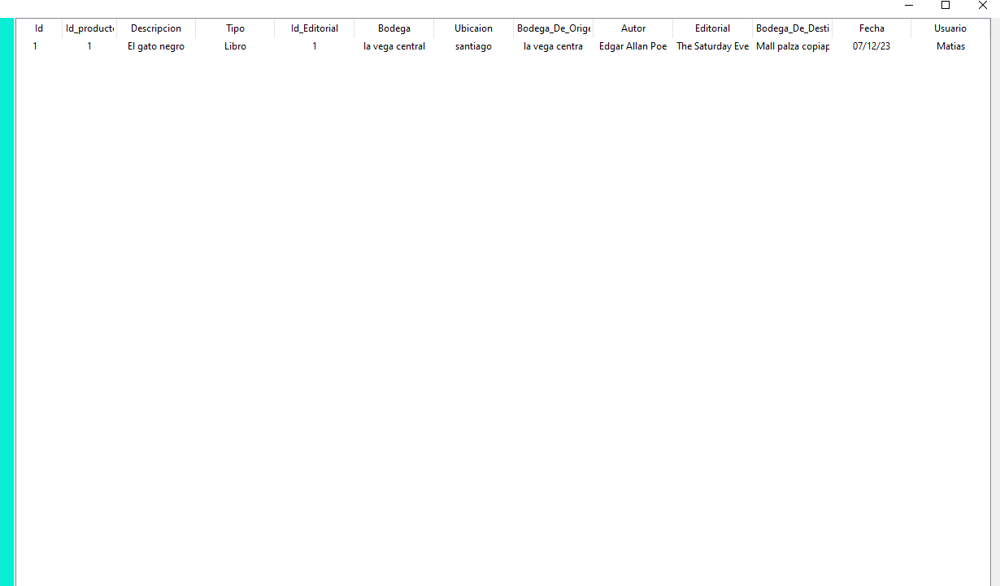 Id Id_product Descripcion Tipo Id_Editorial Bodega Ubicaion Bodega_De_Orige Autor Editorial Bodega_De_Desti Fecha Usuario
1 1 El gato negro Libro 1 la vega central santiago la vega centra Edgar Allan Poe The Saturday Eve Mall palza copiap 07/12/23 Matias